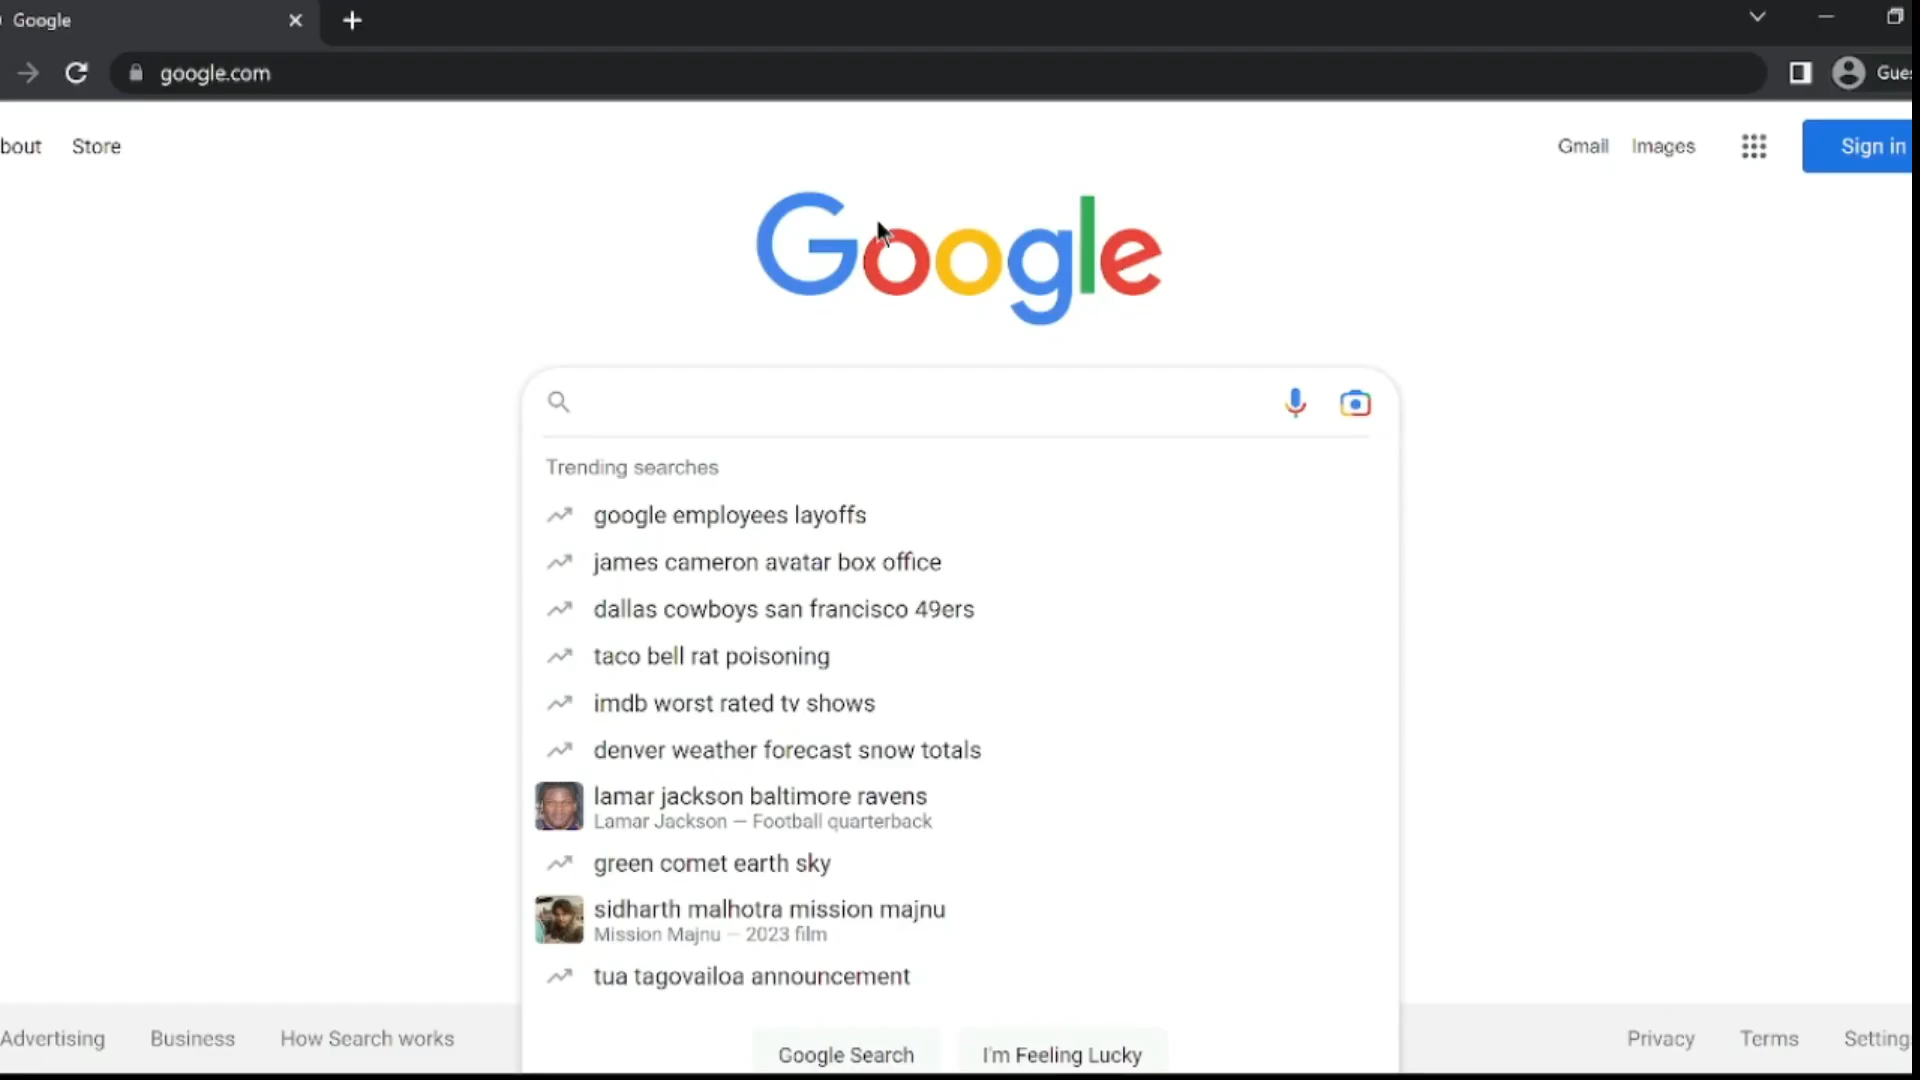 Google
google.com
Gues
bout Store Gmail Images Sign in
Google
Trending searches
google employees layoffs
james cameron avatar box office
dallas cowboys san francisco 49ers
taco bell rat poisoning
imdb worst rated tv shows
denver weather forecast snow totals
lamar jackson baltimore ravens
Lamar Jackson — Football quarterback
green comet earth sky
sidharth malhotra mission majnu
Mission Majnu — 2023 film
tua tagovailoa announcement
Google Search I'm Feeling Lucky
Advertising Business How Search works Privacy Terms Setting